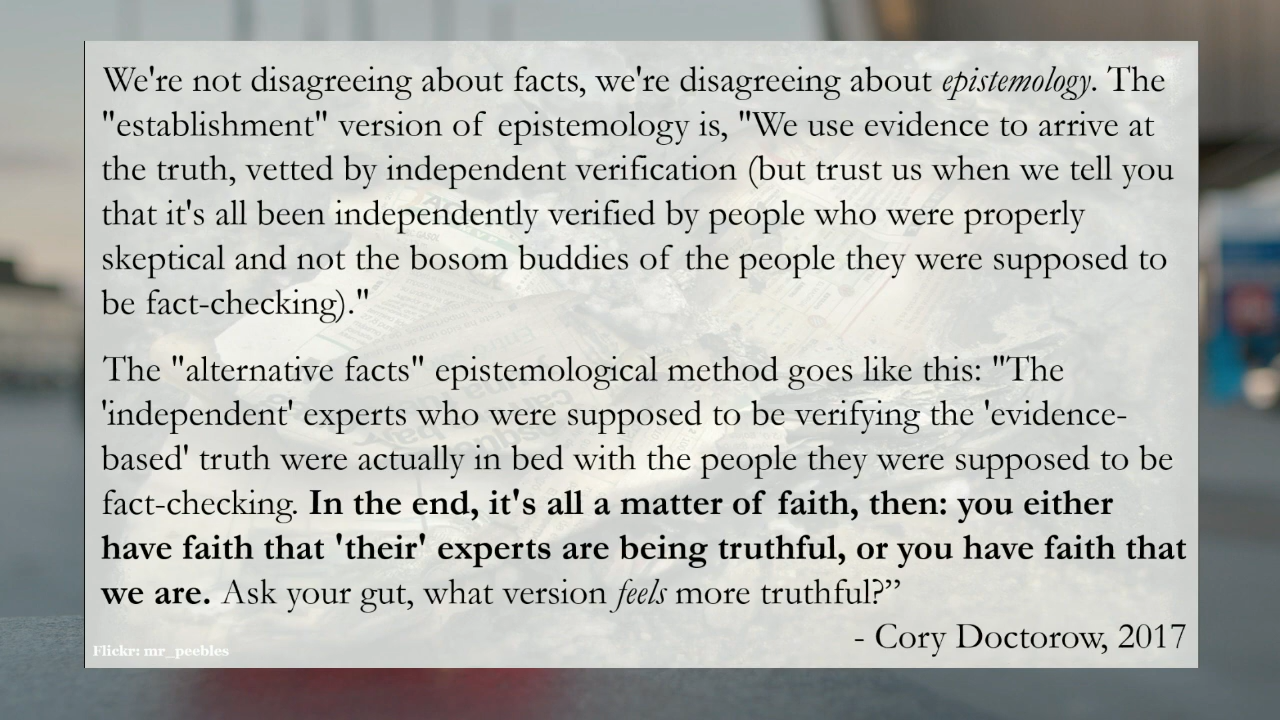 We're not disagreeing about facts, we're disagreeing about epistemology. The
"establishment" version of epistemology is, "We use evidence to arrive at
the truth, vetted by independent verification (but trust us when we tell you
that it's all been independently verified by people who were properly
skeptical and not the bosom buddies of the people they were supposed to
be fact-checking)."
The "alternative facts" epistemological method goes like this: "The
'independent' experts who were supposed to be verifying the 'evidence-
based' truth were actually in bed with the people they were supposed to be
fact-checking. In the end, it's all a matter of faith, then: you either
have faith that 'their' experts are being truthful, or you have faith that
we are. Ask your gut, what version feels more truthful?”
- Cory Doctorow, 2017
Flickr: mr_peebles